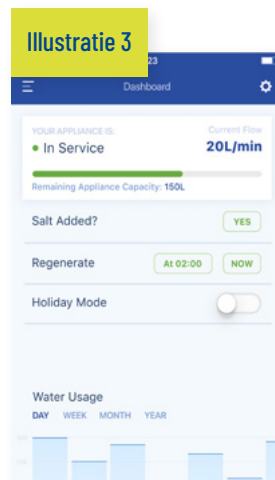 Illustratie 3
23
Dashboard
YOUR APPLIANCE IS: Current Flow
In Service 20L/min
Remaining Appliance Capacity: 150L
Salt Added? YES
Regenerate At 02:00 NOW
Holiday Mode
Water Usage
DAY WEEK MONTH YEAR